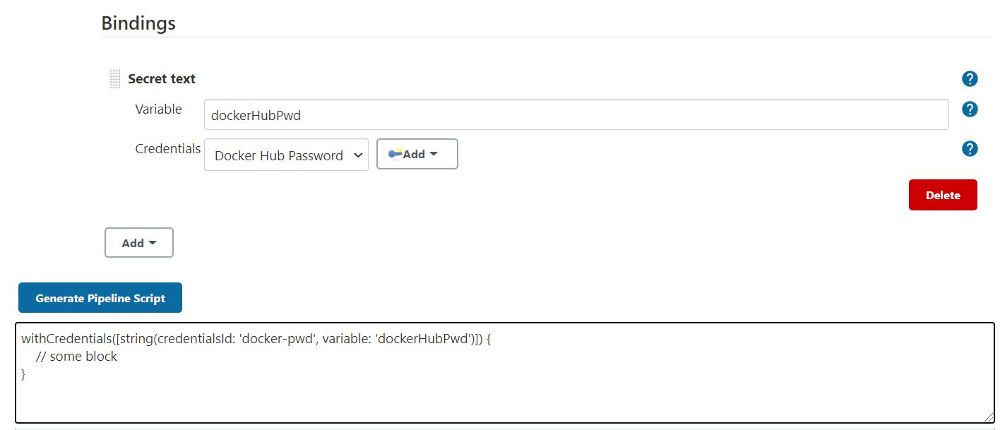 Bindings
Secret text
?
Variable
dockerHubPwd
?
Credentials
Docker Hub Password
Add
?
Delete
Add
Generate Pipeline Script
withCredentials([string(credentialsId: 'docker-pwd', variable: 'dockerHubPwd')]) {
    // some block
}